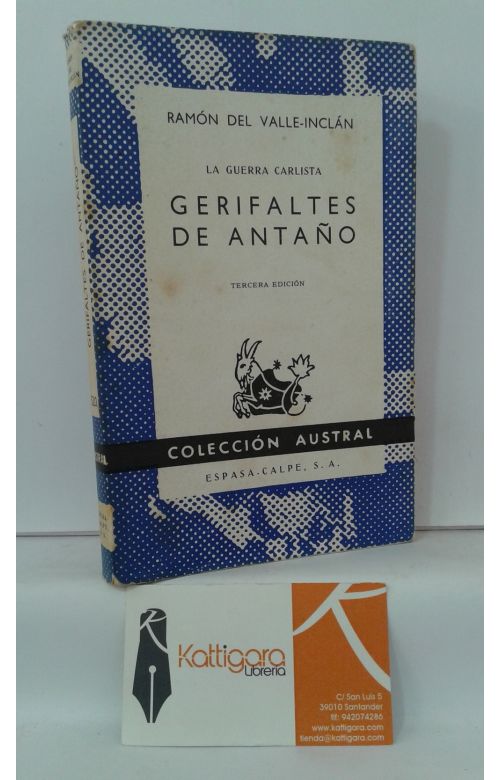 RAMÓN DEL VALLE-INCLÁN
LA GUERRA CARLISTA
GERIFALTES
DE ANTAÑO
TERCERA EDICIÓN
COLECCIÓN AUSTRAL
ESPASA-CALPE, S. A.
GERIFALTES DE ANTAÑO
Kattigara
Librería
C/ San Luis 5
39010 Santander
tlf: 942074286
www.kattigara.com
tienda@kattigara.com